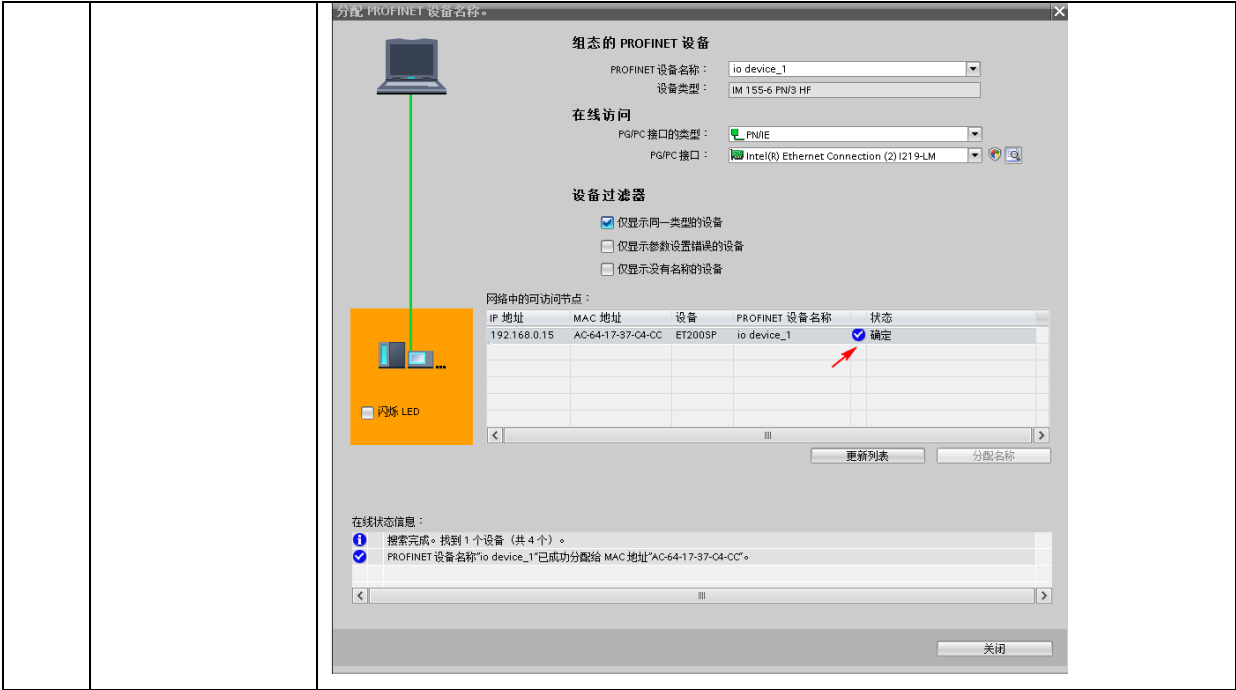 分配 PROFINET 设备名称。
组态的 PROFINET 设备
PROFINET 设备名称： io device_1
设备类型： IM 155-6 PN/3 HF
在线访问
PG/PC 接口的类型： PN/IE
PG/PC 接口： Intel(R) Ethernet Connection (2) I219-LM
设备过滤器
仅显示同一类型的设备
仅显示参数设置错误的设备
仅显示没有名称的设备
网络中的可访问节点：
IP 地址 MAC 地址 设备 PROFINET 设备名称 状态
192.168.0.15 AC-64-17-37-C4-CC ET200SP io device_1 确定
闪烁 LED
更新列表 分配名称
在线状态信息：
搜索完成。找到 1 个设备（共 4 个）。
PROFINET 设备名称"io device_1"已成功分配给 MAC 地址"AC-64-17-37-C4-CC"。
关闭